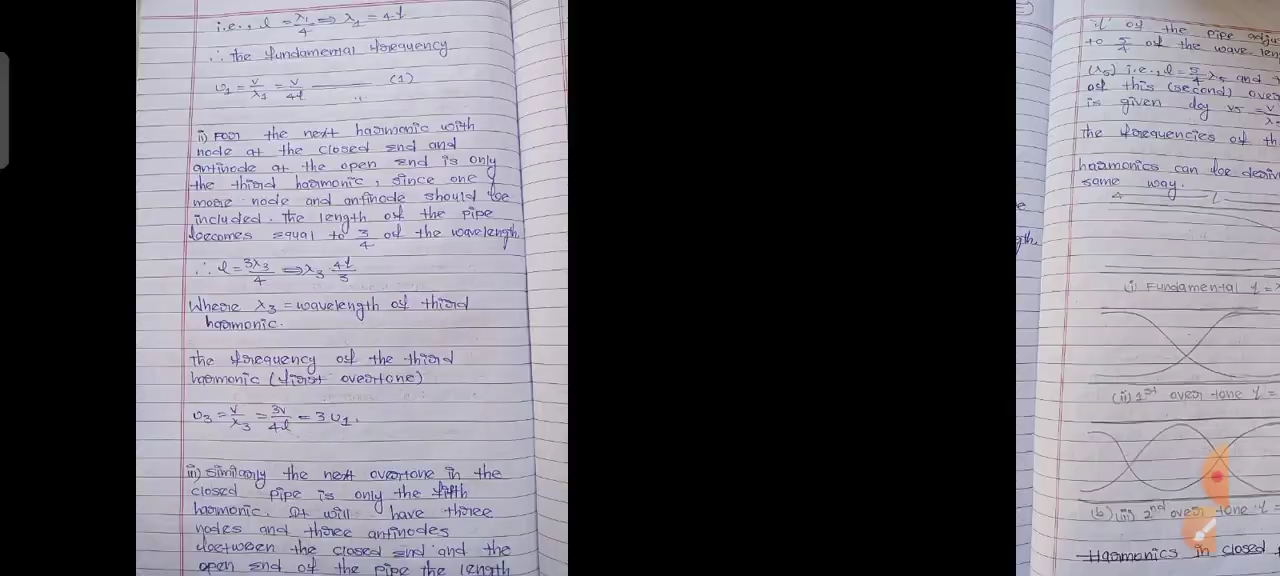 i.e., l = λ₁/4 ⟹ λ₁ = 4l
∴ the fundamental frequency
υ₁ = v/λ₁ = v/4l ——— (1)
ii) For the next harmonic with
node at the closed end and
antinode at the open end is only
the third harmonic, since one
more node and antinode should be
included. The length of the pipe
becomes equal to 3/4 of the wavelength
∴ l = 3λ₃/4 ⟹ λ₃ 4l/3
Where λ₃ = wavelength of third
harmonic.
The frequency of the third
harmonic (first overtone)
υ₃ = v/λ₃ = 3v/4l = 3υ₁.
iii) Similarly the next overtone in the
closed pipe is only the fifth
harmonic. It will have three
nodes and three antinodes
between the closed end and the
open end of the pipe the length
'l' of the pipe
to 5/4 of the wave
(λ₅) i.e., l = 5/4 λ₅ and
of this (second)
is given by v₅ = v/
The frequencies of
harmonics can be
same way.
l
(i) Fundamental l =
(ii) 1st over tone l =
(b) (iii) 2nd over tone l =
Harmonics in closed